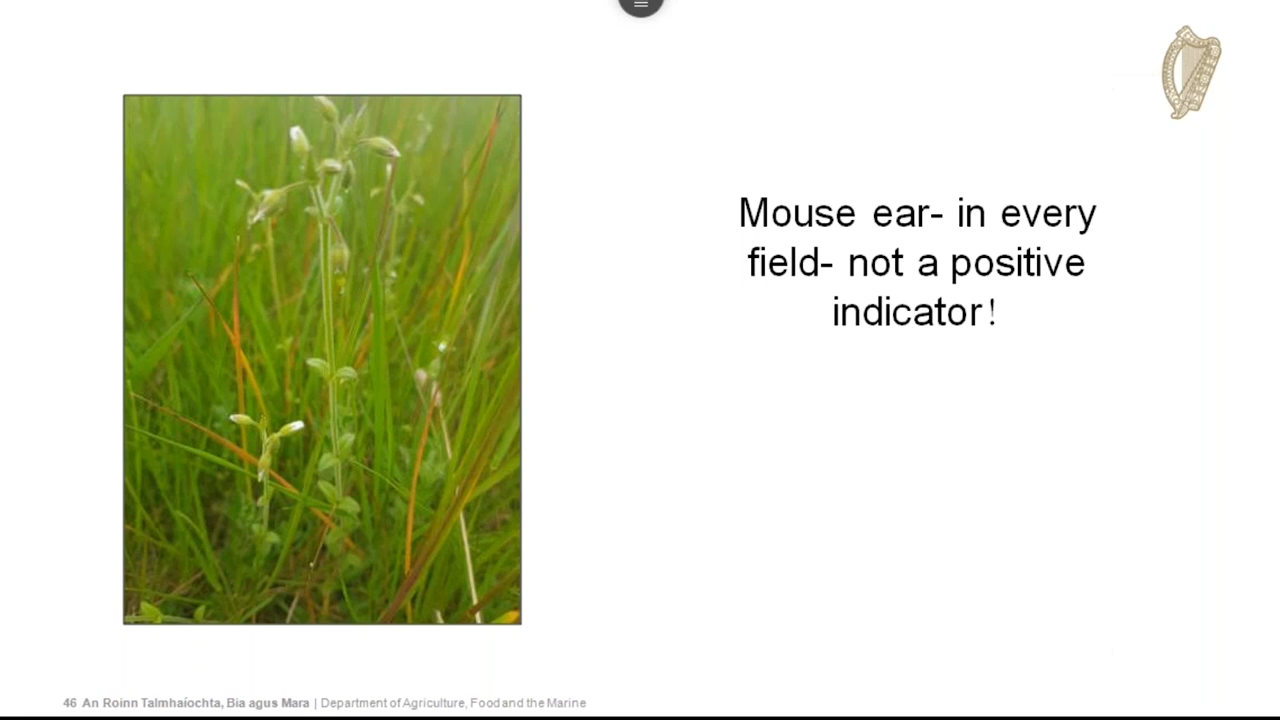 Mouse ear- in every
field- not a positive
indicator!
46 An Roinn Talmhaíochta, Bia agus Mara | Department of Agriculture, Food and the Marine